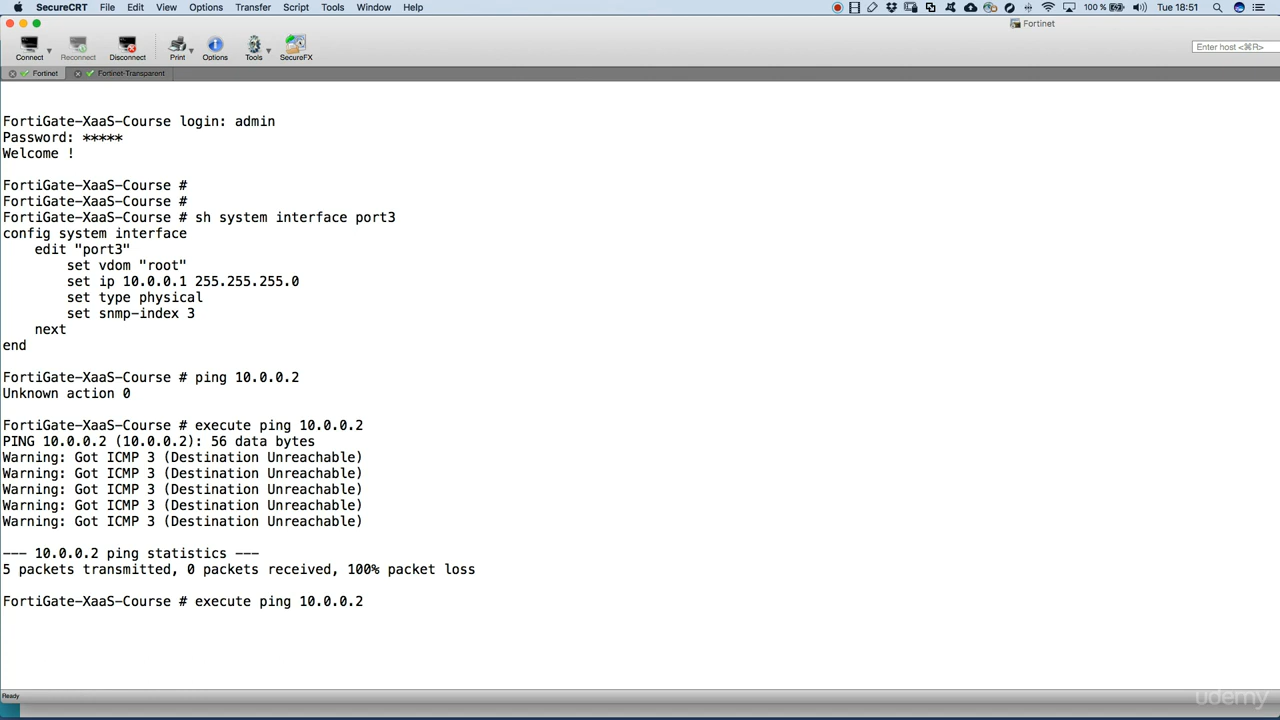 SecureCRT File Edit View Options Transfer Script Tools Window Help 100% Tue 18:51
Fortinet
Connect Reconnect Disconnect Print Options Tools SecureFX Enter host <⌘R>
Fortinet Fortinet-Transparent
FortiGate-XaaS-Course login: admin
Password: *****
Welcome !
FortiGate-XaaS-Course #
FortiGate-XaaS-Course #
FortiGate-XaaS-Course # sh system interface port3
config system interface
edit "port3"
set vdom "root"
set ip 10.0.0.1 255.255.255.0
set type physical
set snmp-index 3
next
end
FortiGate-XaaS-Course # ping 10.0.0.2
Unknown action 0
FortiGate-XaaS-Course # execute ping 10.0.0.2
PING 10.0.0.2 (10.0.0.2): 56 data bytes
Warning: Got ICMP 3 (Destination Unreachable)
Warning: Got ICMP 3 (Destination Unreachable)
Warning: Got ICMP 3 (Destination Unreachable)
Warning: Got ICMP 3 (Destination Unreachable)
Warning: Got ICMP 3 (Destination Unreachable)
--- 10.0.0.2 ping statistics ---
5 packets transmitted, 0 packets received, 100% packet loss
FortiGate-XaaS-Course # execute ping 10.0.0.2
Ready
udemy